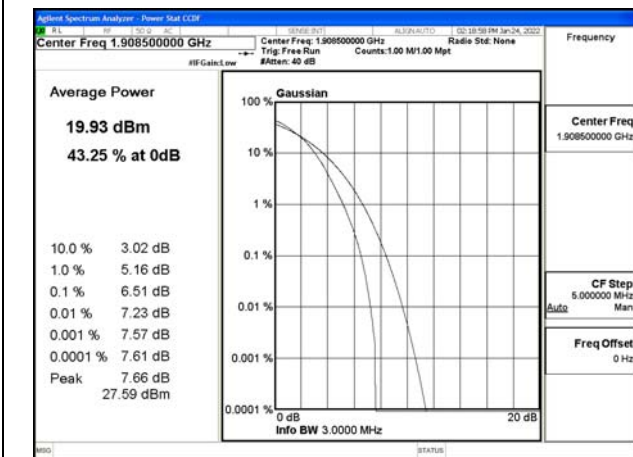 Agilent Spectrum Analyzer - Power Stat CCDF
RL RF 50 Ω AC SENSE:INT ALIGN AUTO 02:18:58 PM Jan 24, 2022
Center Freq 1.908500000 GHz
Center Freq: 1.908500000 GHz
Radio Std: None
Trig: Free Run
Counts:1.00 M/1.00 Mpt
#IFGain:Low
#Atten: 40 dB
Frequency
Average Power
19.93 dBm
43.25 % at 0dB
10.0 % 3.02 dB
1.0 % 5.16 dB
0.1 % 6.51 dB
0.01 % 7.23 dB
0.001 % 7.57 dB
0.0001 % 7.61 dB
Peak 7.66 dB
27.59 dBm
Gaussian
100 %
10 %
1 %
0.1 %
0.01 %
0.001 %
0.0001 %
0 dB
20 dB
Info BW 3.0000 MHz
Center Freq
1.908500000 GHz
CF Step
5.000000 MHz
Auto Man
Freq Offset
0 Hz
MSG
STATUS